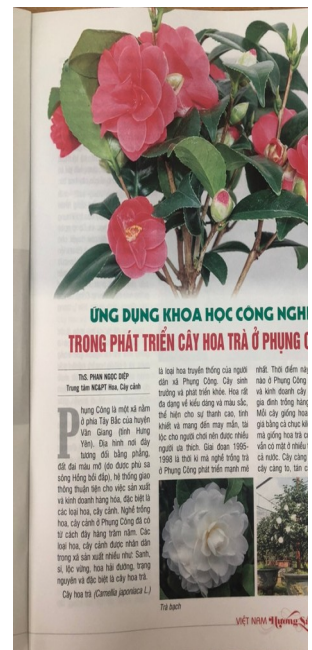 ỨNG DỤNG KHOA HỌC CÔNG NGH
TRONG PHÁT TRIỂN CÂY HOA TRÀ Ở PHỤNG
ThS. PHAN NGỌC DIỆP
Trung tâm NC&PT Hoa, Cây cảnh
Phụng Công là một xã nằm
ở phía Tây Bắc của huyện
Văn Giang (tỉnh Hưng
Yên). Địa hình nơi đây
tương đối bằng phẳng,
đất đai màu mỡ (do được phù sa
sông Hồng bồi đắp), hệ thống giao
thông thuận tiện cho việc sản xuất
và kinh doanh hàng hóa, đặc biệt là
các loại hoa, cây cảnh. Nghề trồng
hoa, cây cảnh ở Phụng Công đã có
từ cách đây hàng trăm năm. Các
loại hoa, cây cảnh được nhân dân
trong xã sản xuất nhiều như: Sanh,
si, lộc vừng, hoa hải đường, trạng
nguyên và đặc biệt là cây hoa trà.
Cây hoa trà (Camellia japoniaca L.)
là loại hoa truyền thống của người
dân xã Phụng Công. Cây sinh
trưởng và phát triển khỏe. Hoa rất
đa dạng về kiểu dáng và màu sắc,
thể hiện cho sự thanh cao, tinh
khiết và mang đến may mắn, tài
lộc cho người chơi nên được nhiều
người ưa thích. Giai đoạn 1995-
1998 là thời kì mà nghề trồng trà
ở Phụng Công phát triển mạnh mẽ
nhất. Thời điểm này
nào ở Phụng Công
và kinh doanh cây
gia đình trồng hàng
Mỗi cây giống hoa
giá bằng cả chục
mà giống hoa trà
vẫn có mặt ở nhiều
cả nước. Cây càng
cây càng to, tán
Trà bạch
VIỆT NAM Hương Sắ